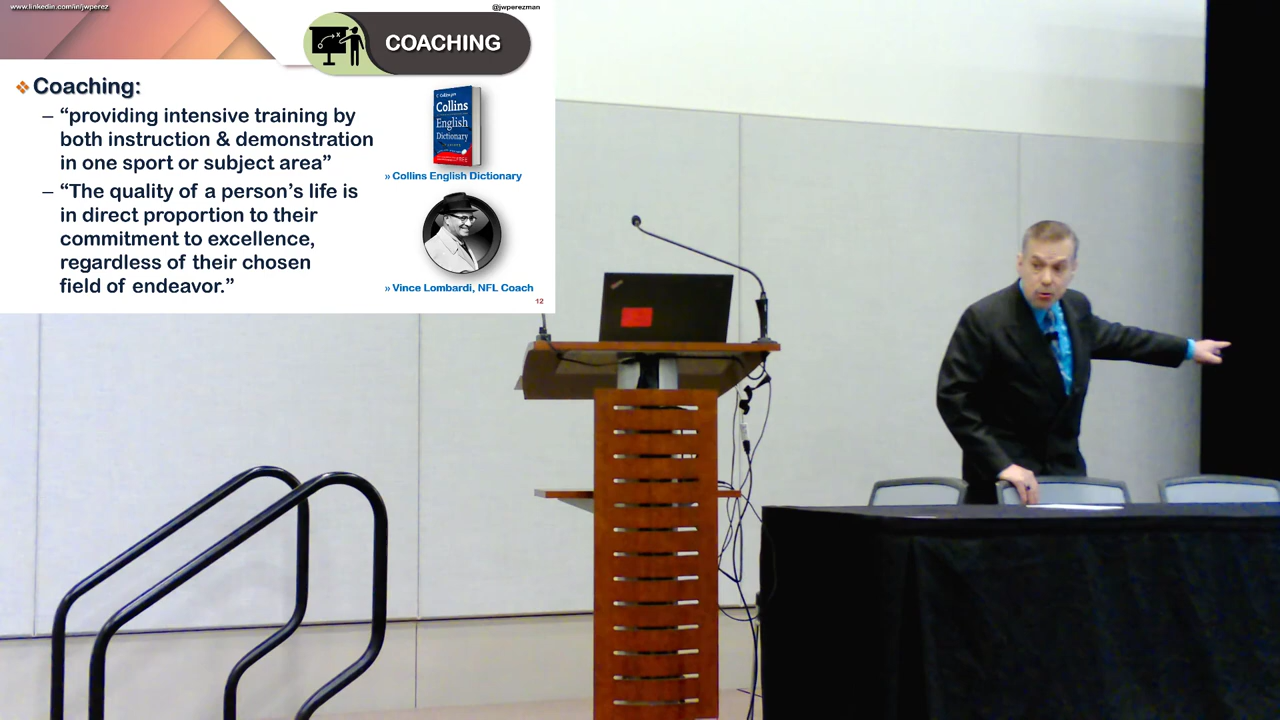 www.linkedin.com/in/jwperez
@jwperezman
COACHING
Coaching:
– “providing intensive training by
both instruction & demonstration
in one sport or subject area”
Collins
English
Dictionary
» Collins English Dictionary
– “The quality of a person’s life is
in direct proportion to their
commitment to excellence,
regardless of their chosen
field of endeavor.”
» Vince Lombardi, NFL Coach
12